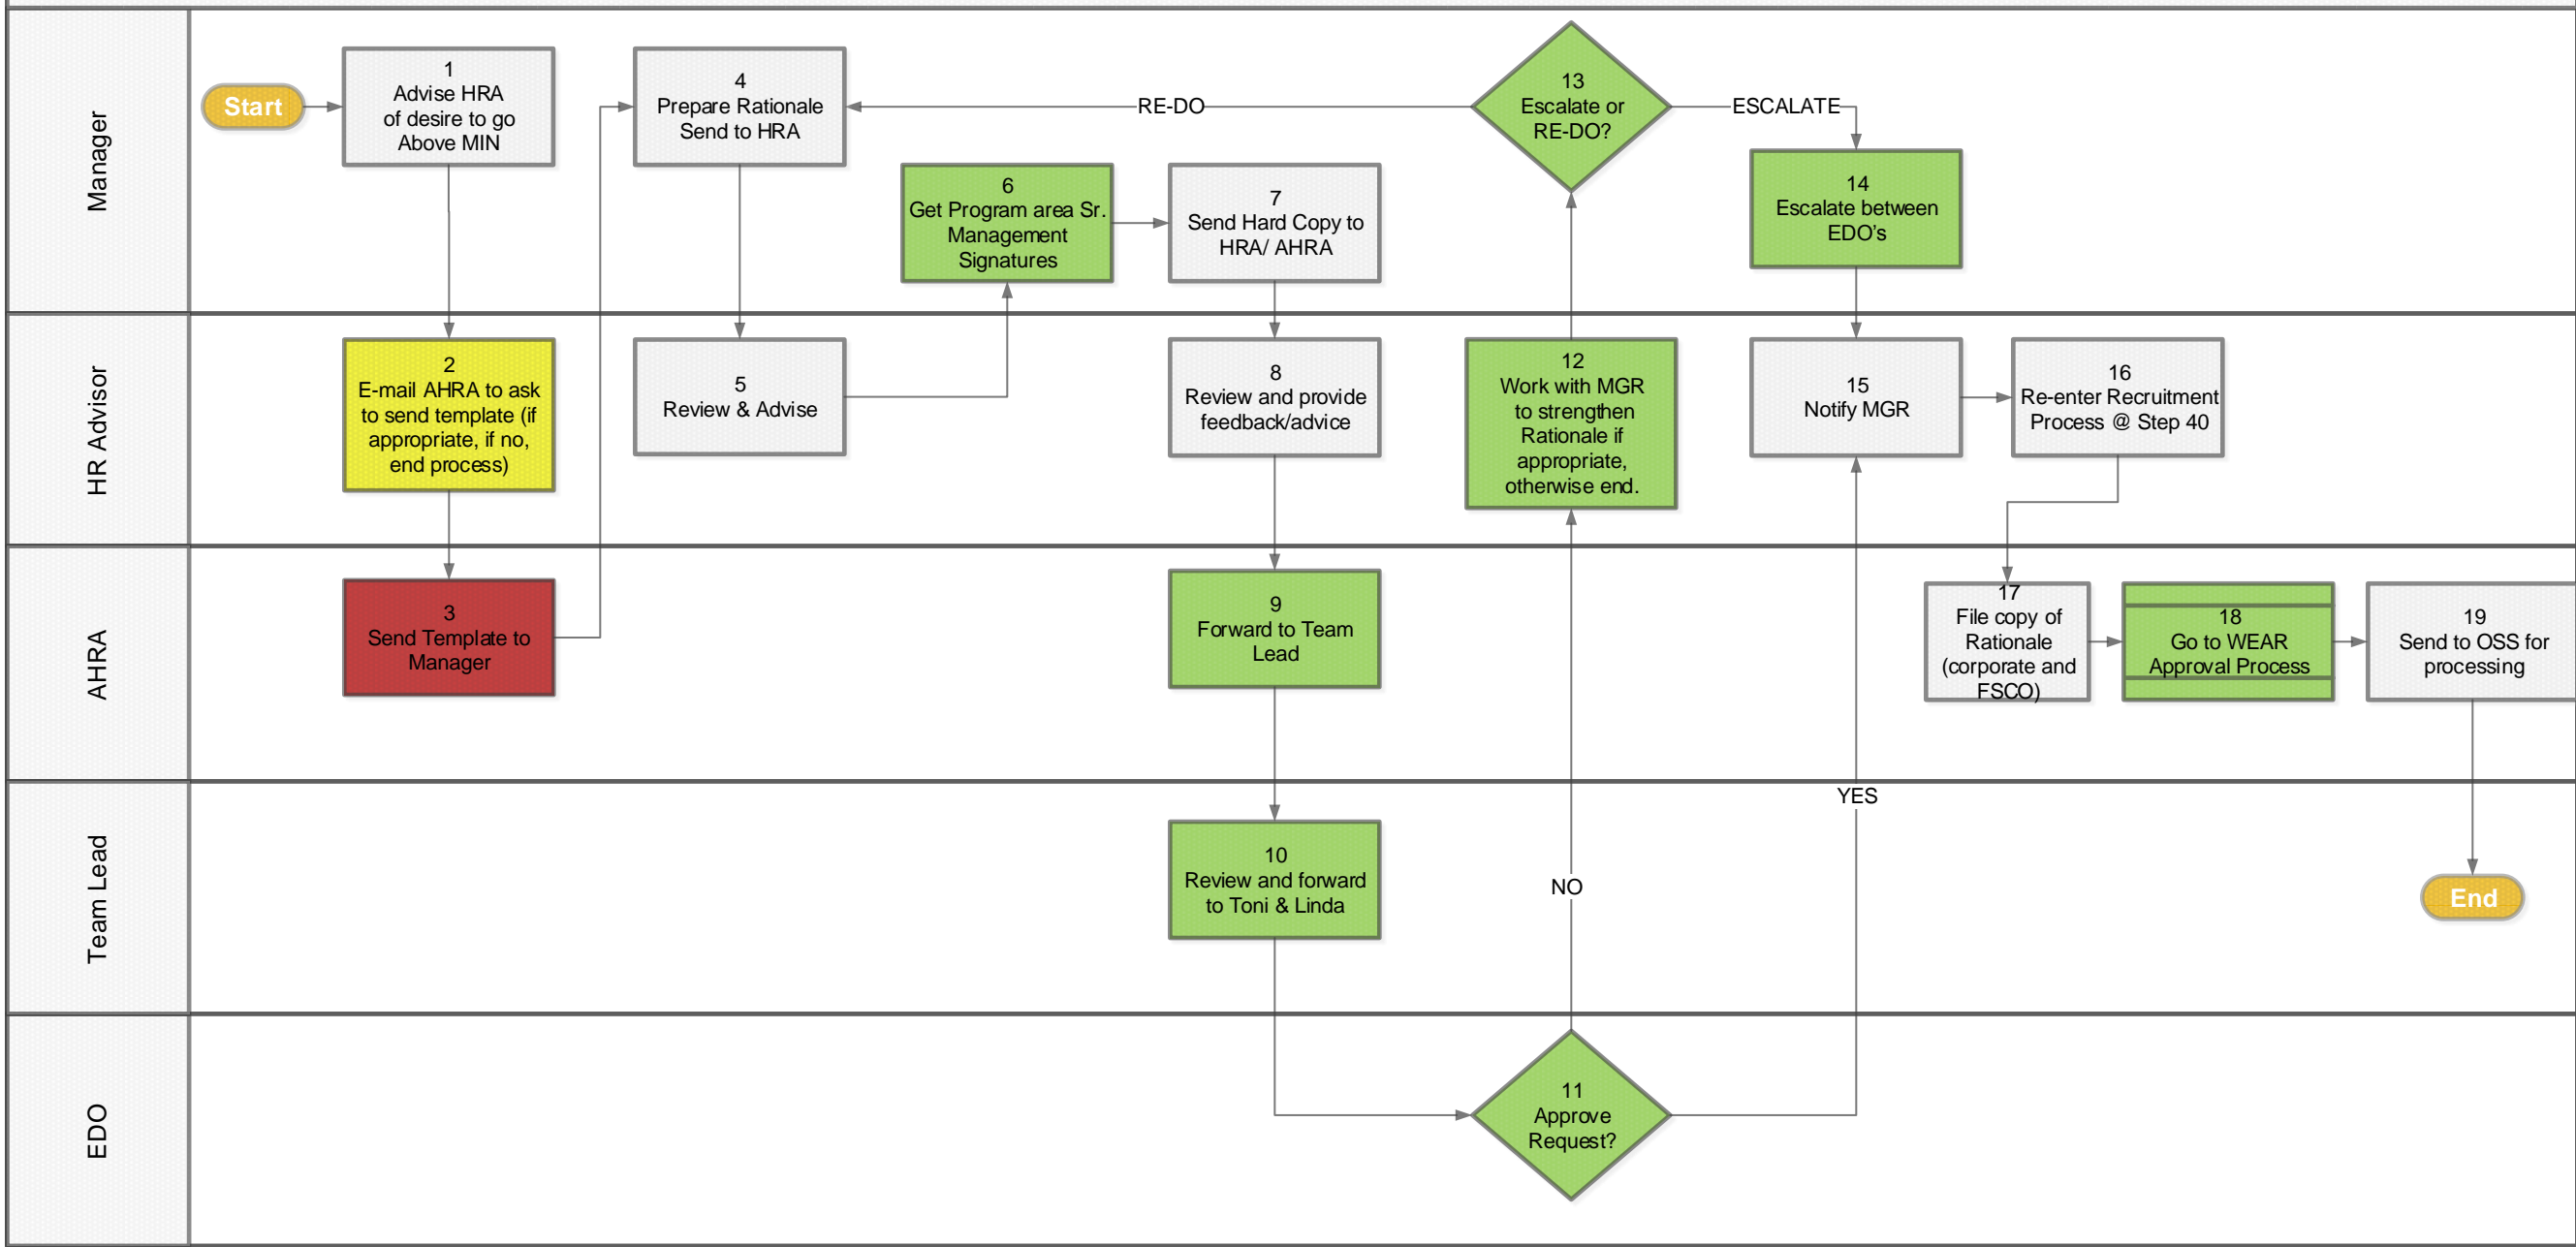 Manager
Start
1
Advise HRA
of desire to go
Above MIN
4
Prepare Rationale
Send to HRA
6
Get Program area Sr.
Management
Signatures
7
Send Hard Copy to
HRA/ AHRA
RE-DO
13
Escalate or
RE-DO?
ESCALATE
14
Escalate between
EDO's
HR Advisor
2
E-mail AHRA to ask
to send template (if
appropriate, if no,
end process)
5
Review & Advise
8
Review and provide
feedback/advice
12
Work with MGR
to strengthen
Rationale if
appropriate,
otherwise end.
15
Notify MGR
16
Re-enter Recruitment
Process @ Step 40
AHRA
3
Send Template to
Manager
9
Forward to Team
Lead
17
File copy of
Rationale
(corporate and
FSCO)
18
Go to WEAR
Approval Process
19
Send to OSS for
processing
Team Lead
10
Review and forward
to Toni & Linda
NO
YES
End
EDO
11
Approve
Request?